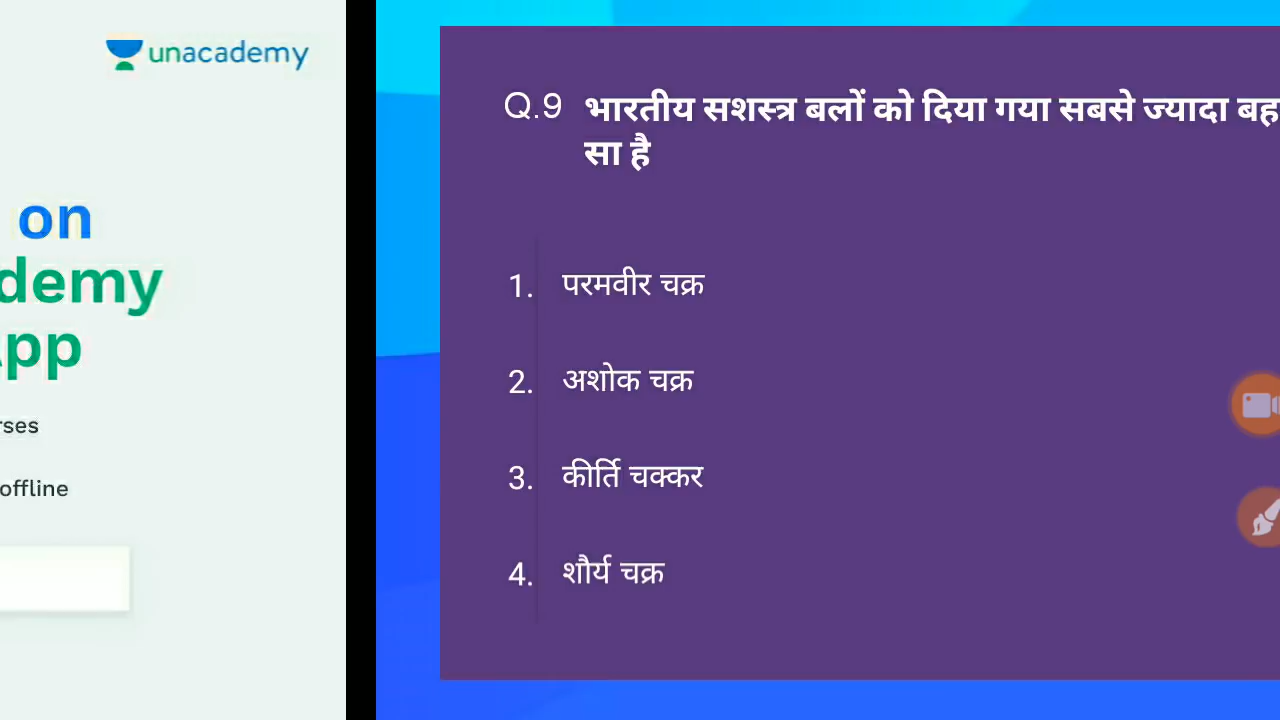 unacademy
on
demy
pp
rses
offline
Q.9 भारतीय सशस्त्र बलों को दिया गया सबसे ज्यादा बह
सा है
1. परमवीर चक्र
2. अशोक चक्र
3. कीर्ति चक्कर
4. शौर्य चक्र